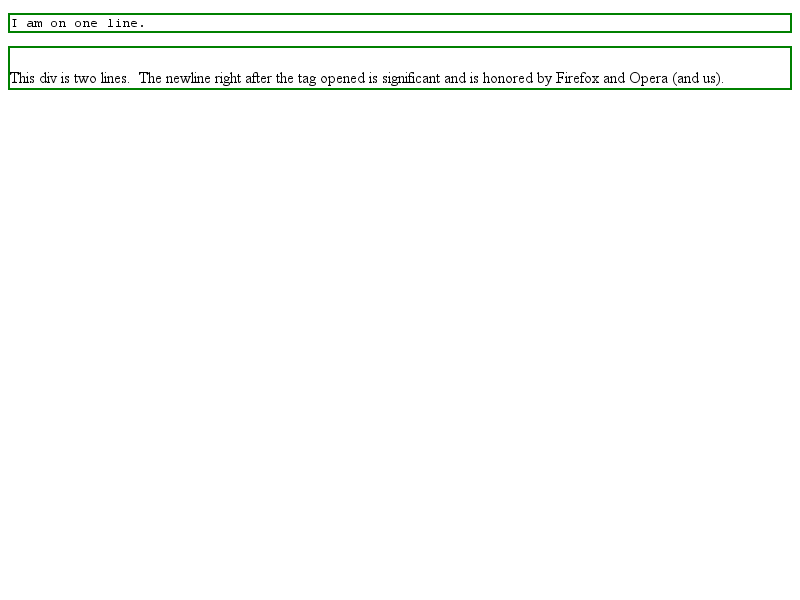 I am on one line.
This div is two lines.  The newline right after the tag opened is significant and is honored by Firefox and Opera (and us).